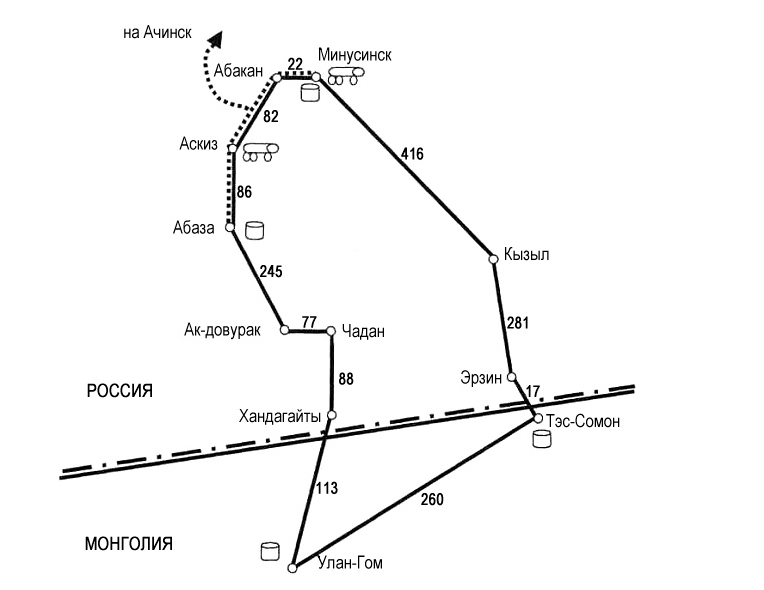 на Ачинск
Минусинск
22
Абакан
82
Аскиз
416
86
Абаза
Кызыл
245
77
281
Ак-довурак
Чадан
88
Эрзин
17
РОССИЯ
Хандагайты
Тэс-Сомон
113
260
МОНГОЛИЯ
Улан-Гом